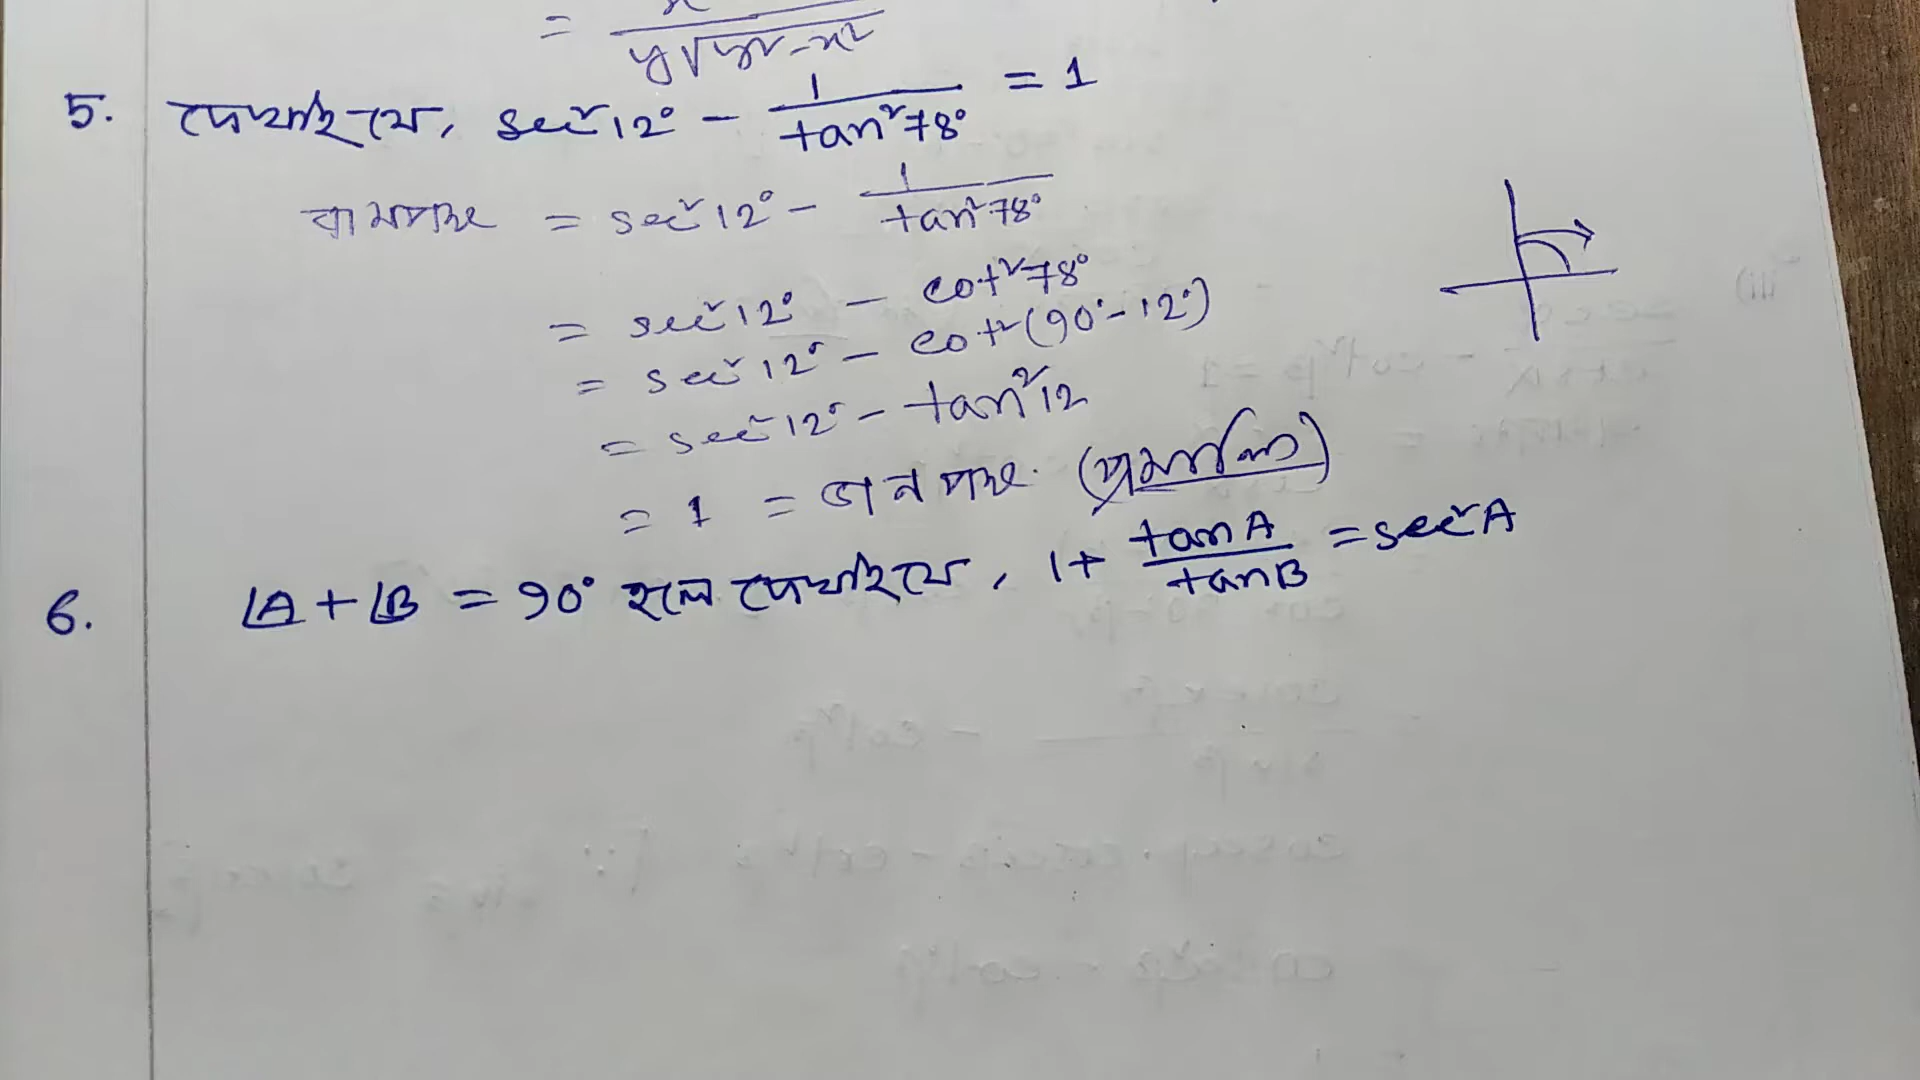 = x / y√y²-x²
5. দেখাই যে, sec²12° - 1/tan²78° = 1
বামপক্ষ = sec²12° - 1/tan²78°
= sec²12° - cot²78°
= sec²12° - cot²(90°-12°)
= sec²12° - tan²12
= 1 = ডানপক্ষ. (প্রমাণিত)
6. ∠A + ∠B = 90° হলে দেখাই যে, 1 + tanA/tanB = sec²A